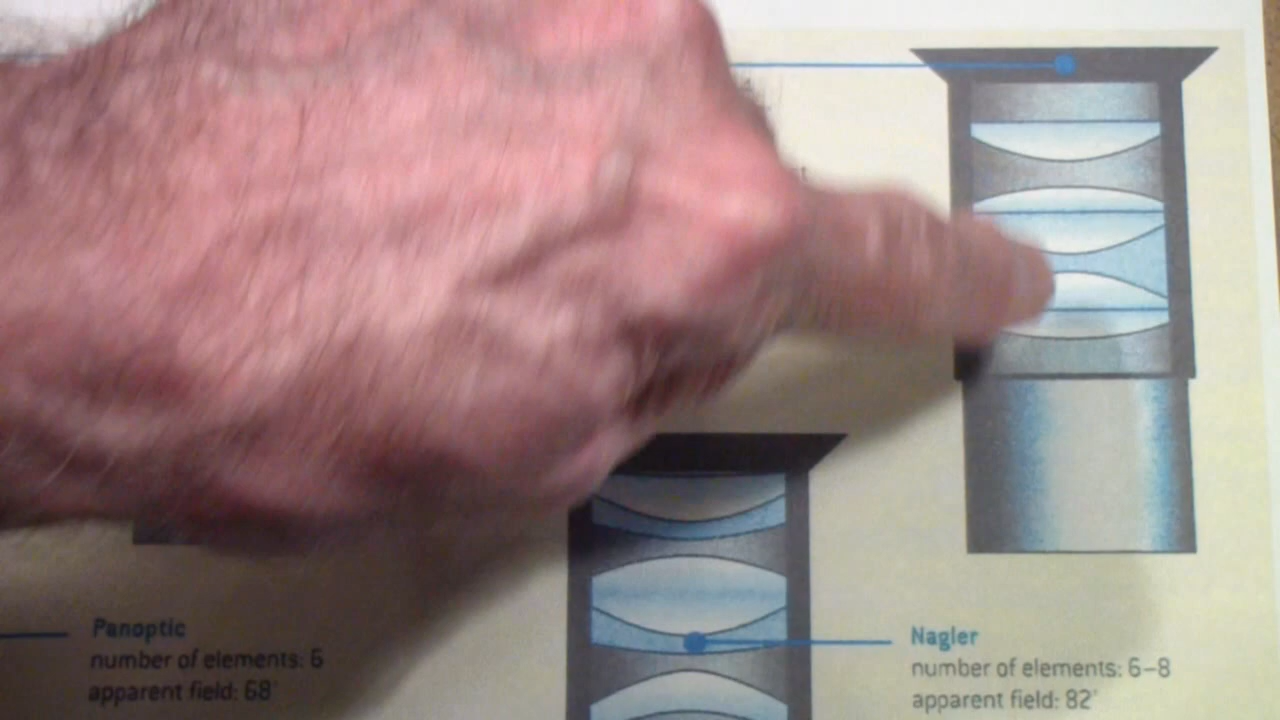 Panoptic
number of elements: 6
apparent field: 68°
Nagler
number of elements: 6–8
apparent field: 82°